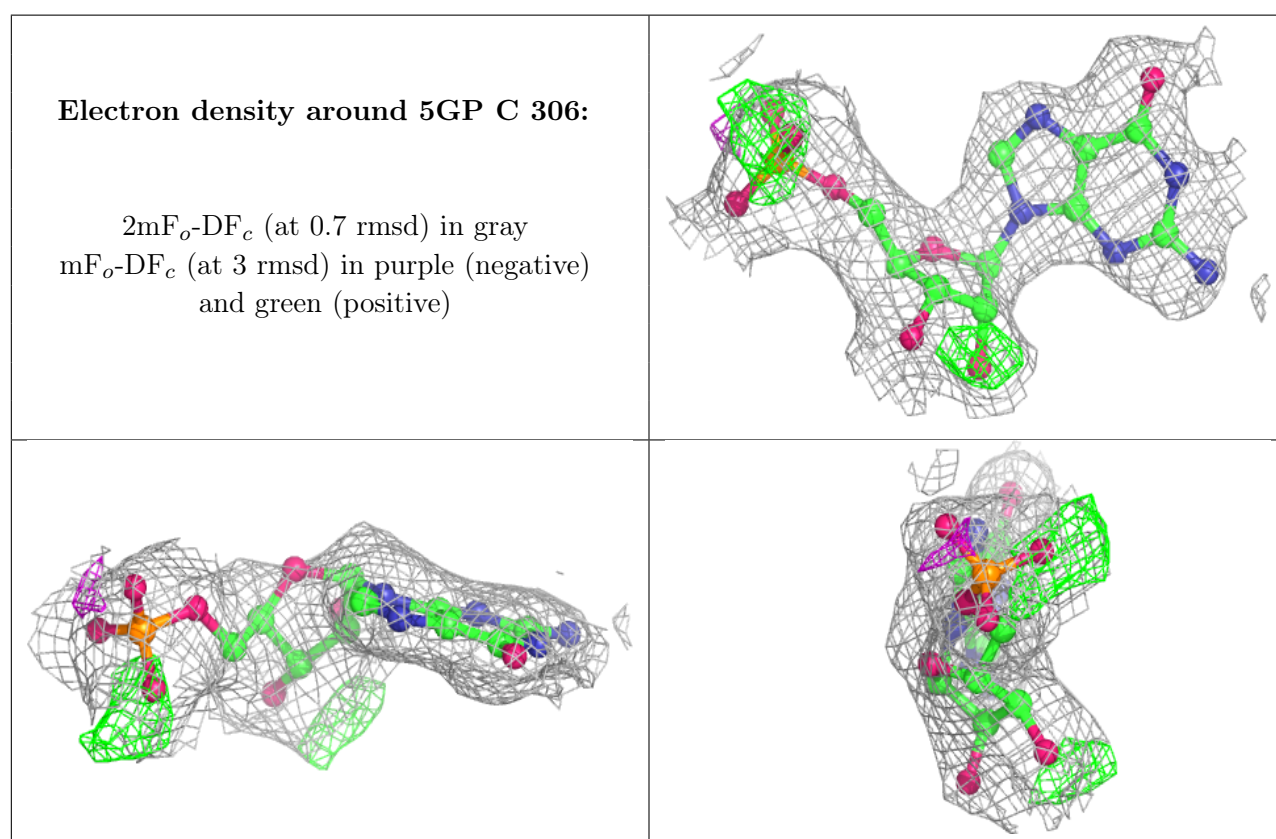 Electron density around 5GP C 306:
2mFo-DFc (at 0.7 rmsd) in gray
mFo-DFc (at 3 rmsd) in purple (negative)
and green (positive)